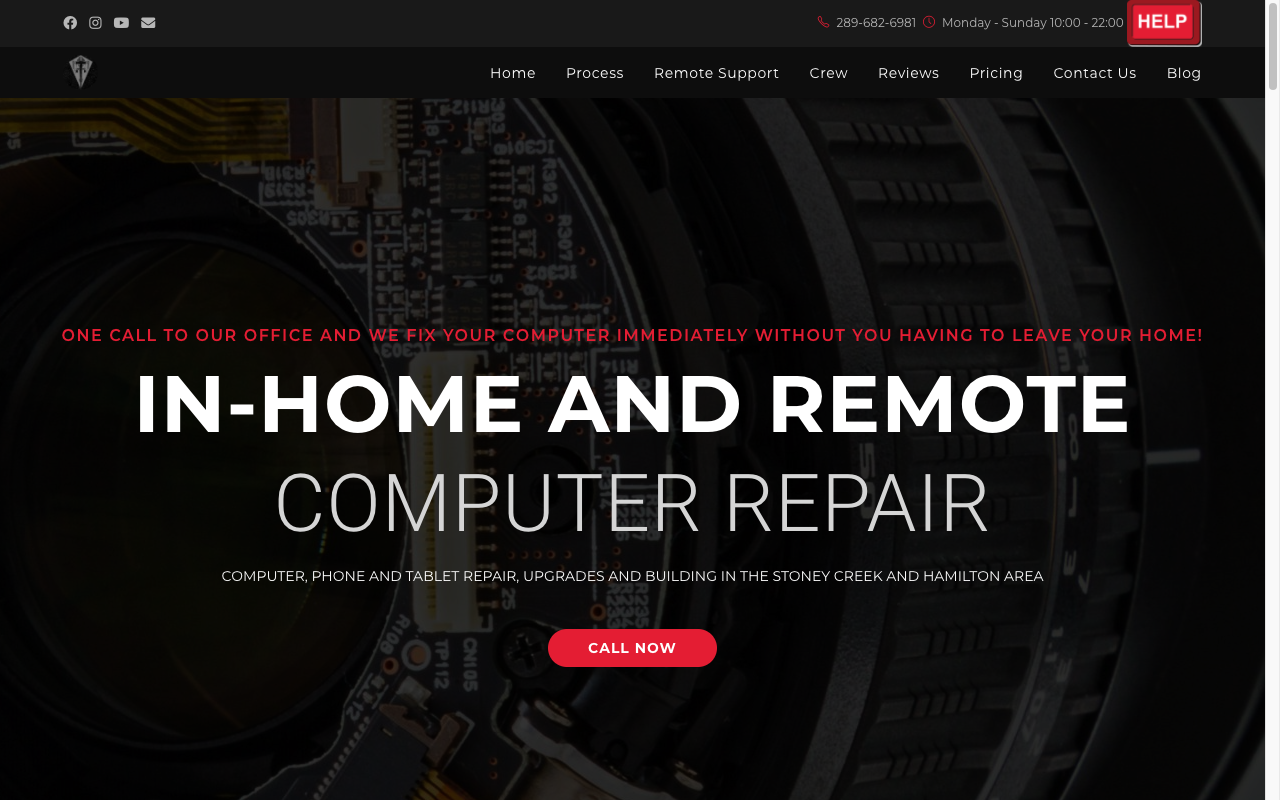 289-682-6981 Monday - Sunday 10:00 - 22:00 HELP
Home Process Remote Support Crew Reviews Pricing Contact Us Blog
ONE CALL TO OUR OFFICE AND WE FIX YOUR COMPUTER IMMEDIATELY WITHOUT YOU HAVING TO LEAVE YOUR HOME!
IN-HOME AND REMOTE
COMPUTER REPAIR
COMPUTER, PHONE AND TABLET REPAIR, UPGRADES AND BUILDING IN THE STONEY CREEK AND HAMILTON AREA
CALL NOW